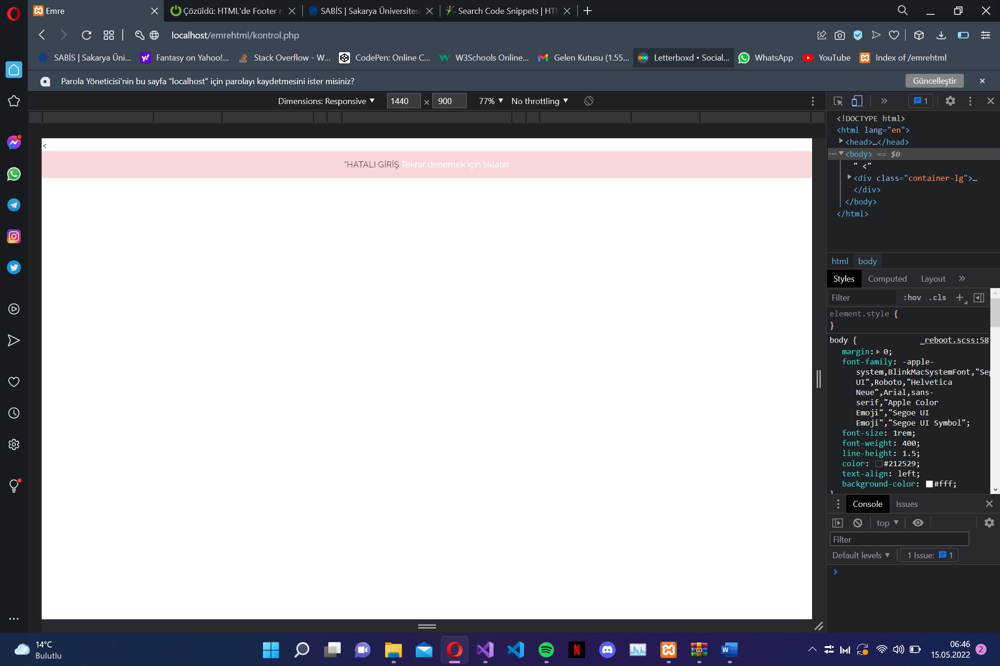 Emre
Çözüldü: HTML'de Footer n
SABİS | Sakarya Üniversitesi
Search Code Snippets | HTM
localhost/emrehtml/kontrol.php
SABİS | Sakarya Üni...
Fantasy on Yahoo!...
Stack Overflow - W...
CodePen: Online C...
W3Schools Online...
Gelen Kutusu (1.55...
Letterboxd • Social...
WhatsApp
YouTube
Index of /emrehtml
Parola Yöneticisi'nin bu sayfa "localhost" için parolayı kaydetmesini ister misiniz?
Güncelleştir
Dimensions: Responsive
1440 × 900
77%
No throttling
1
<
"HATALI GİRİŞ Tekrar denemek için tıklatın
<!DOCTYPE html>
<html lang="en">
<head>…</head>
<body> == $0
" <"
<div class="container-lg">…
</div>
</body>
</html>
html body
Styles Computed Layout
Filter :hov .cls
element.style {
}
body { _reboot.scss:58
margin: 0;
font-family: -apple-
system,BlinkMacSystemFont,"Seg
UI",Roboto,"Helvetica
Neue",Arial,sans-
serif,"Apple Color
Emoji","Segoe UI
Emoji","Segoe UI Symbol";
font-size: 1rem;
font-weight: 400;
line-height: 1.5;
color: #212529;
text-align: left;
background-color: #fff;
}
Console Issues
top
Filter
Default levels 1 Issue: 1
14°C
Bulutlu
06:46
15.05.2022
2